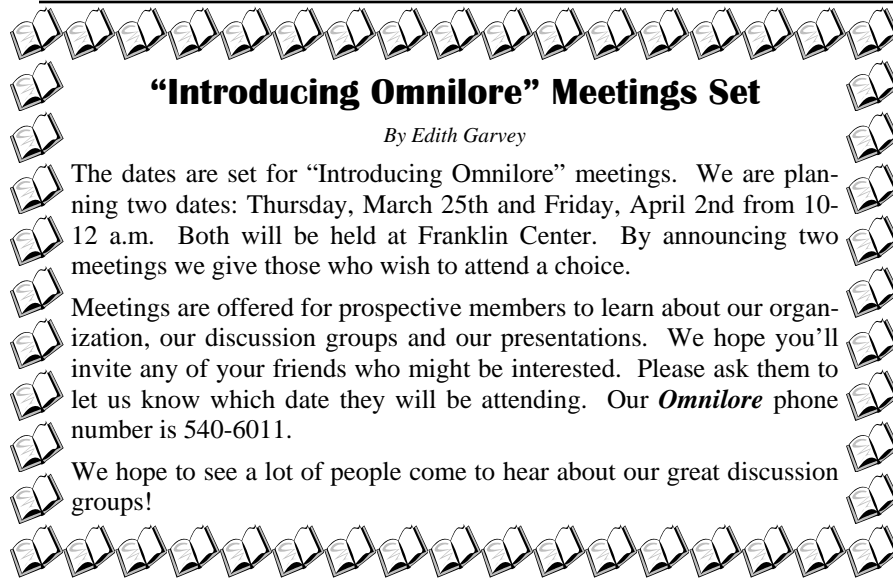 “Introducing Omnilore” Meetings Set
By Edith Garvey
The dates are set for “Introducing Omnilore” meetings. We are plan-
ning two dates: Thursday, March 25th and Friday, April 2nd from 10-
12 a.m. Both will be held at Franklin Center. By announcing two
meetings we give those who wish to attend a choice.
Meetings are offered for prospective members to learn about our organ-
ization, our discussion groups and our presentations. We hope you’ll
invite any of your friends who might be interested. Please ask them to
let us know which date they will be attending. Our Omnilore phone
number is 540-6011.
We hope to see a lot of people come to hear about our great discussion
groups!